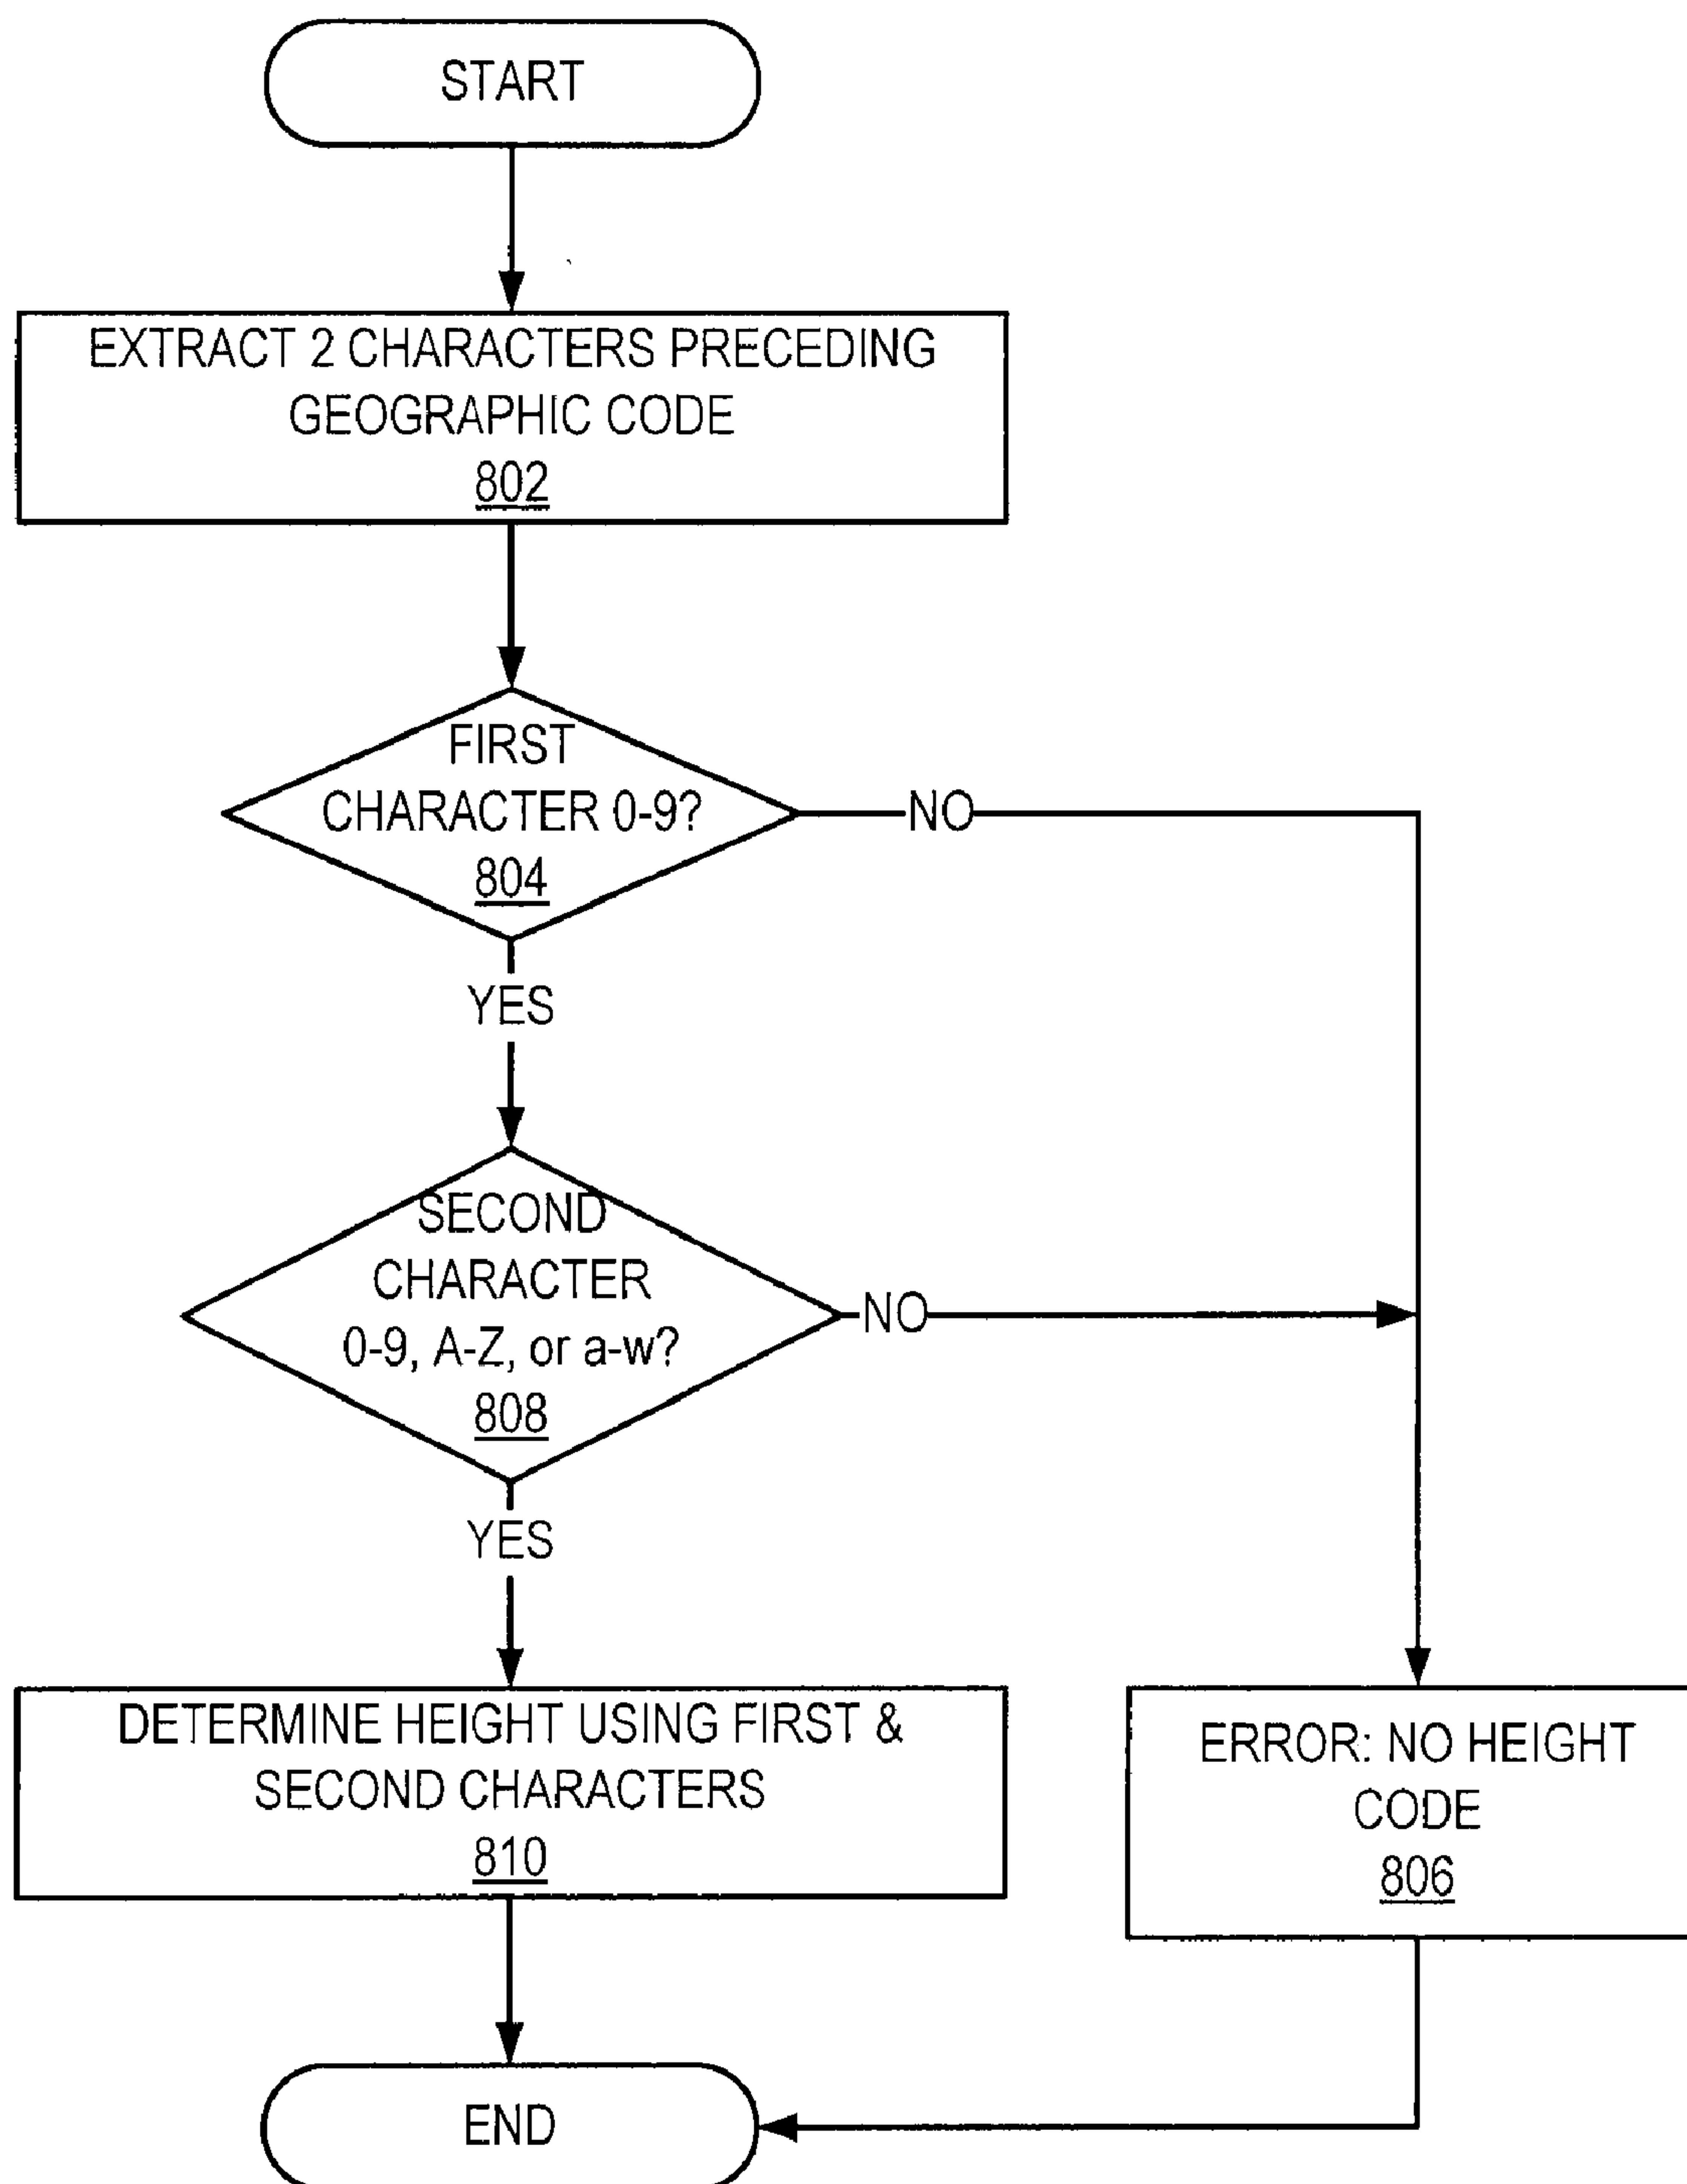 START
EXTRACT 2 CHARACTERS PRECEDING
GEOGRAPHIC CODE
802
FIRST
CHARACTER 0-9?
804
NO
YES
SECOND
CHARACTER
0-9, A-Z, or a-w?
808
NO
YES
DETERMINE HEIGHT USING FIRST &
SECOND CHARACTERS
810
ERROR: NO HEIGHT
CODE
806
END